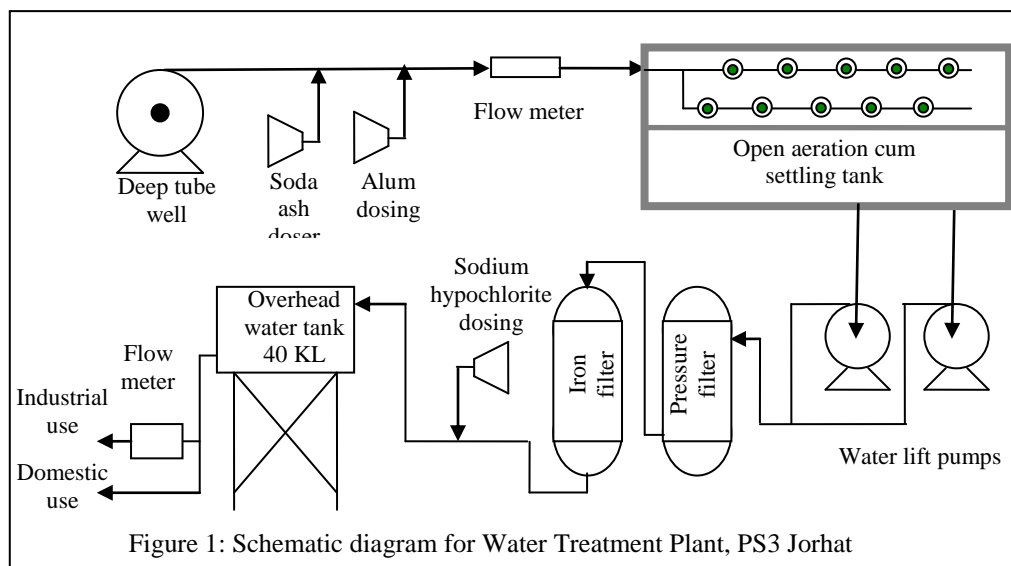 Flow meter
Open aeration cum
settling tank
Deep tube
well
Soda
ash
doser
Alum
dosing
Sodium
hypochlorite
dosing
Overhead
water tank
40 KL
Flow
meter
Industrial
use
Domestic
use
Iron
filter
Pressure
filter
Water lift pumps
Figure 1: Schematic diagram for Water Treatment Plant, PS3 Jorhat